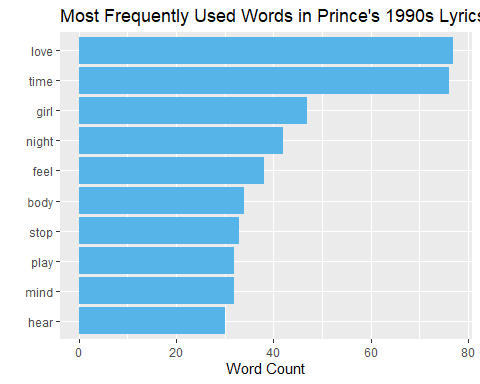 Most Frequently Used Words in Prince's 1990s Lyrics
love
time
girl
night
feel
body
stop
play
mind
hear
0 20 40 60 80
Word Count